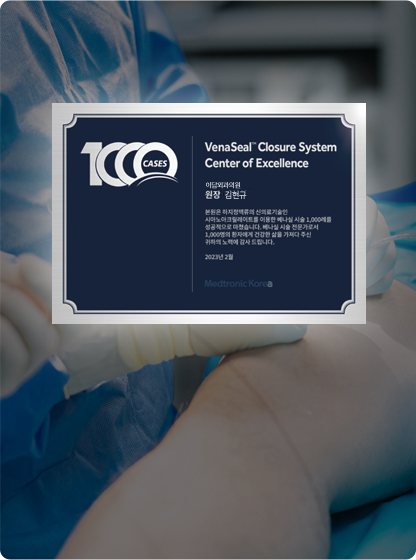 1000
CASES
VenaSeal™ Closure System
Center of Excellence
이담외과의원
원장 김현규
본원은 하지정맥류의 신의료기술인
시아노아크릴레이트를 이용한 베나실 시술 1,000례를
성공적으로 마쳤습니다. 베나실 시술 전문가로서
1,000명의 환자에게 건강한 삶을 가져다 주신
귀하의 노력에 감사 드립니다.
2023년 2월
Medtronic Korea